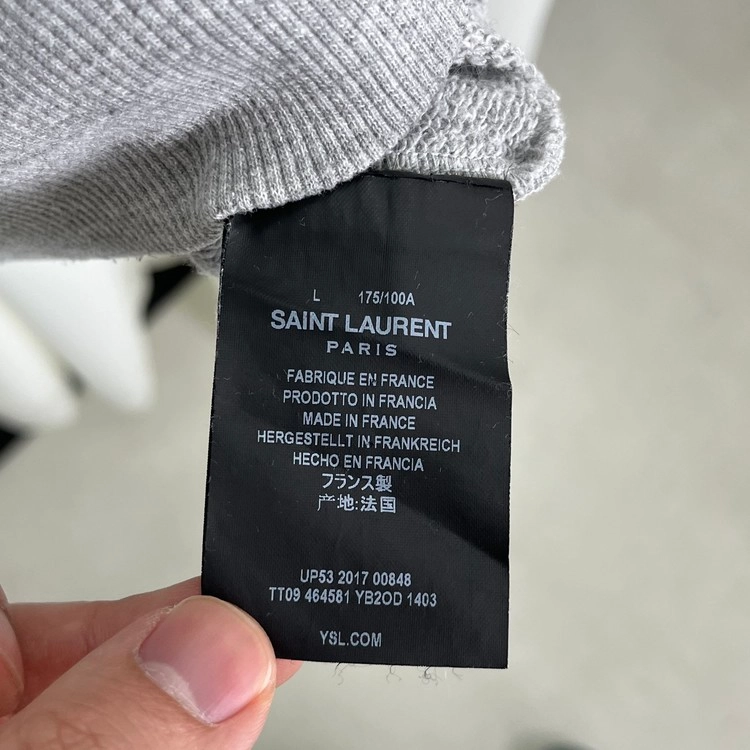 L 175/100A
SAINT LAURENT
PARIS
FABRIQUE EN FRANCE
PRODOTTO IN FRANCIA
MADE IN FRANCE
HERGESTELLT IN FRANKREICH
HECHO EN FRANCIA
フランス製
产地:法国
UP53 2017 00848
TT09 464581 YB2OD 1403
YSL.COM